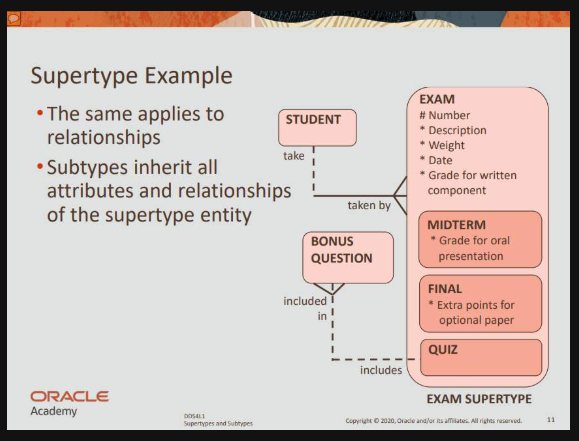 Supertype Example
• The same applies to
relationships
• Subtypes inherit all
attributes and relationships
of the supertype entity
STUDENT
take
taken by
BONUS
QUESTION
included
in
includes
EXAM
# Number
* Description
* Weight
* Date
* Grade for written
component
MIDTERM
* Grade for oral
presentation
FINAL
* Extra points for
optional paper
QUIZ
EXAM SUPERTYPE
ORACLE
Academy
DDS4L1
Supertypes and Subtypes
Copyright © 2020, Oracle and/or its affiliates. All rights reserved.
11